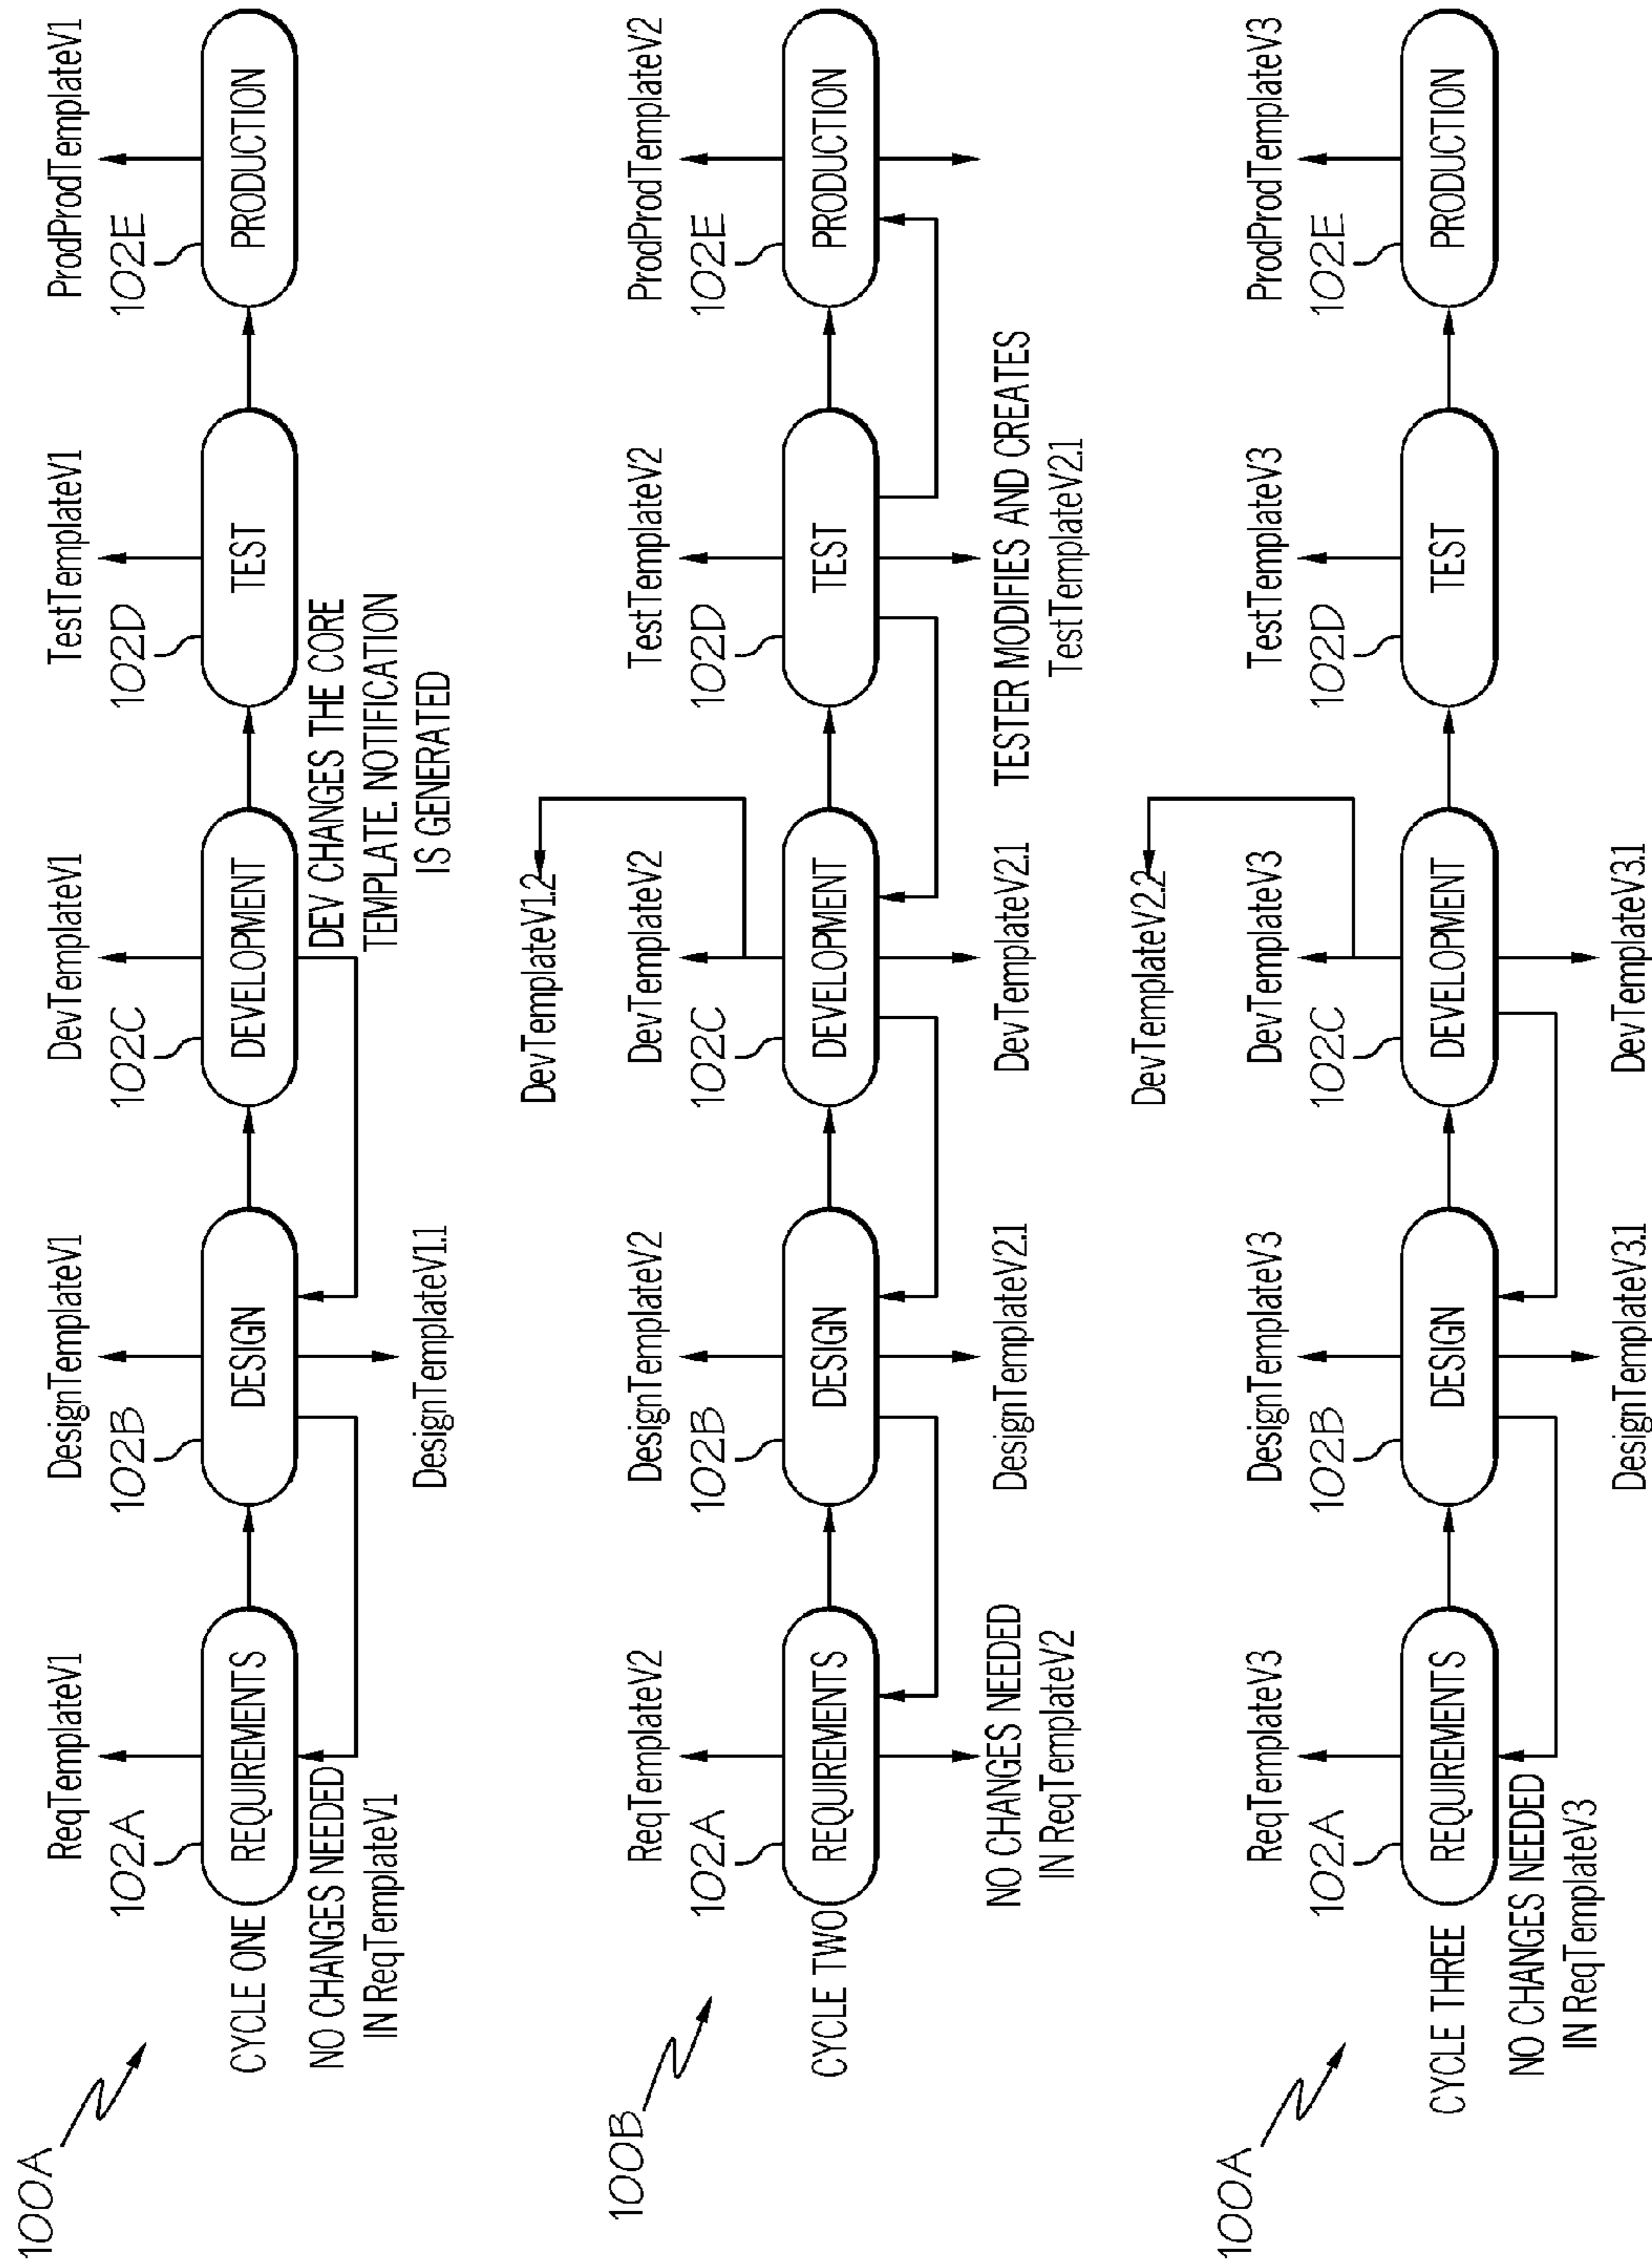 100A
ReqTemplateV1
DesignTemplateV1
DevTemplateV1
TestTemplateV1
ProdProdTemplateV1
102A
102B
102C
102D
102E
CYCLE ONE
REQUIREMENTS
DESIGN
DEVELOPMENT
TEST
PRODUCTION
NO CHANGES NEEDED
IN ReqTemplateV1
DesignTemplateV1.1
DEV CHANGES THE CORE
TEMPLATE. NOTIFICATION
IS GENERATED
100B
DevTemplateV1.2
ReqTemplateV2
DesignTemplateV2
DevTemplateV2
TestTemplateV2
ProdProdTemplateV2
102A
102B
102C
102D
102E
CYCLE TWO
REQUIREMENTS
DESIGN
DEVELOPMENT
TEST
PRODUCTION
NO CHANGES NEEDED
IN ReqTemplateV2
DesignTemplateV2.1
DevTemplateV2.1
TESTER MODIFIES AND CREATES
TestTemplateV2.1
100A
DevTemplateV2.2
ReqTemplateV3
DesignTemplateV3
DevTemplateV3
TestTemplateV3
ProdProdTemplateV3
102A
102B
102C
102D
102E
CYCLE THREE
REQUIREMENTS
DESIGN
DEVELOPMENT
TEST
PRODUCTION
NO CHANGES NEEDED
IN ReqTemplateV3
DesignTemplateV3.1
DevTemplateV3.1